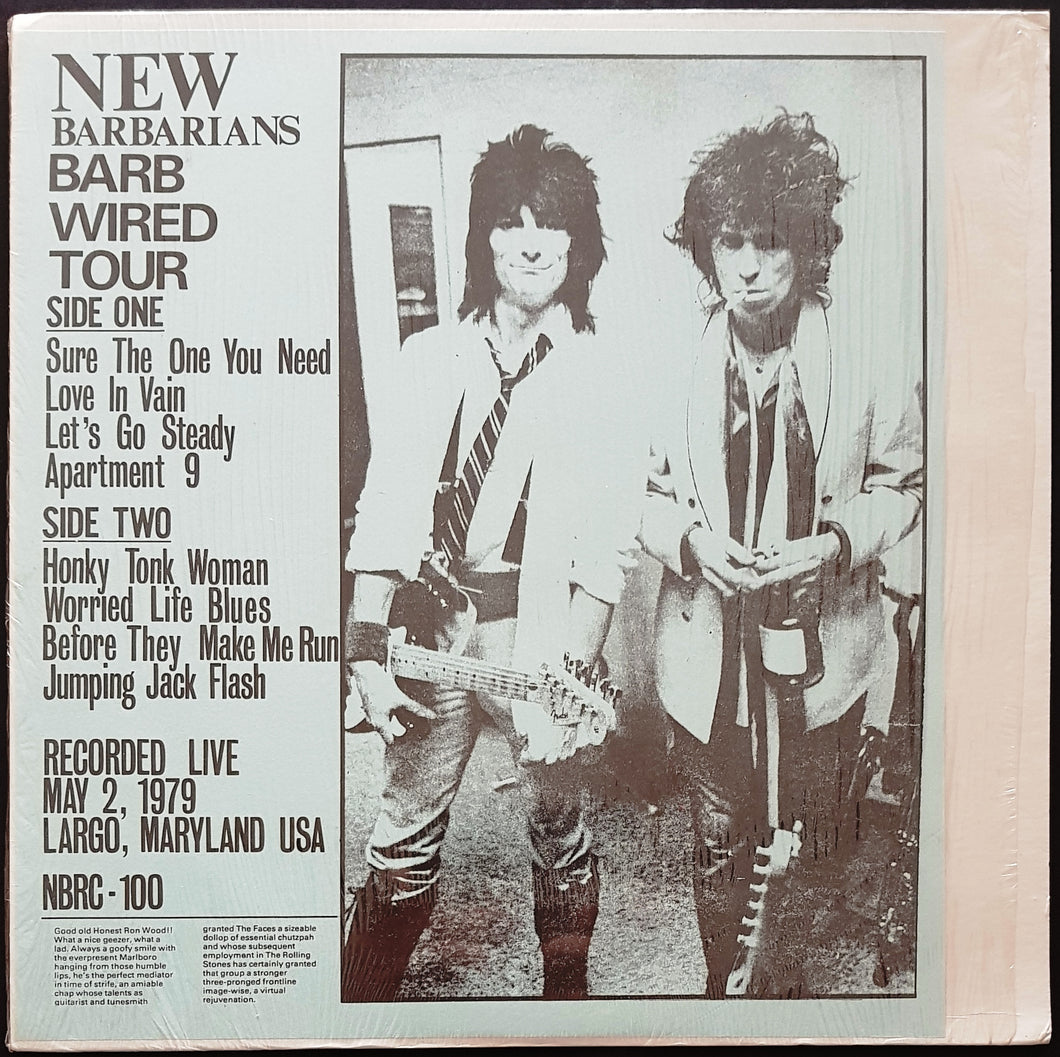 NEW
BARBARIANS
BARB
WIRED
TOUR
SIDE ONE
Sure The One You Need
Love In Vain
Let's Go Steady
Apartment 9
SIDE TWO
Honky Tonk Woman
Worried Life Blues
Before They Make Me Run
Jumping Jack Flash
RECORDED LIVE
MAY 2, 1979
LARGO, MARYLAND USA
NBRC-100
Good old Honest Ron Wood!!
What a nice geezer, what a
lad. Always a goofy smile with
the everpresent Marlboro
hanging from those humble
lips, he's the perfect mediator
in time of strife, an amiable
chap whose talents as
guitarist and tunesmith
granted The Faces a sizeable
dollop of essential chutzpah
and whose subsequent
employment in The Rolling
Stones has certainly granted
that group a stronger
three-pronged frontline
image-wise, a virtual
rejuvenation.
Fender